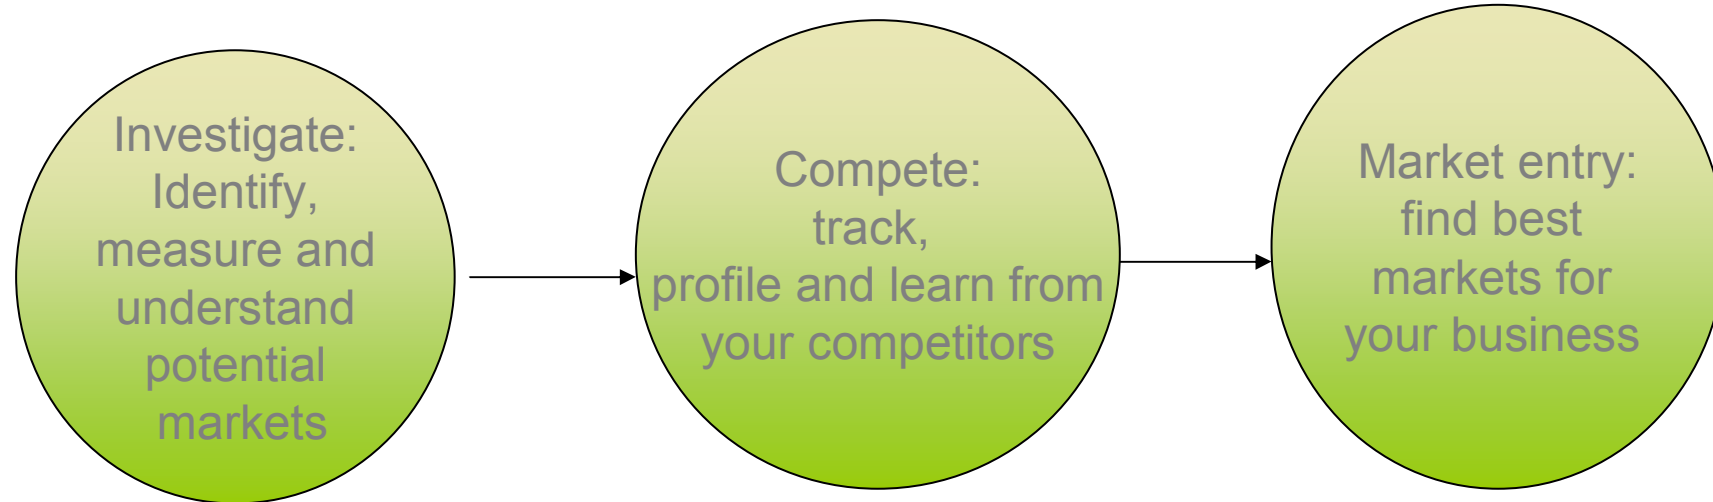 Investigate:
Identify,
measure and
understand
potential
markets
Compete:
track,
profile and learn from
your competitors
Market entry:
find best
markets for
your business